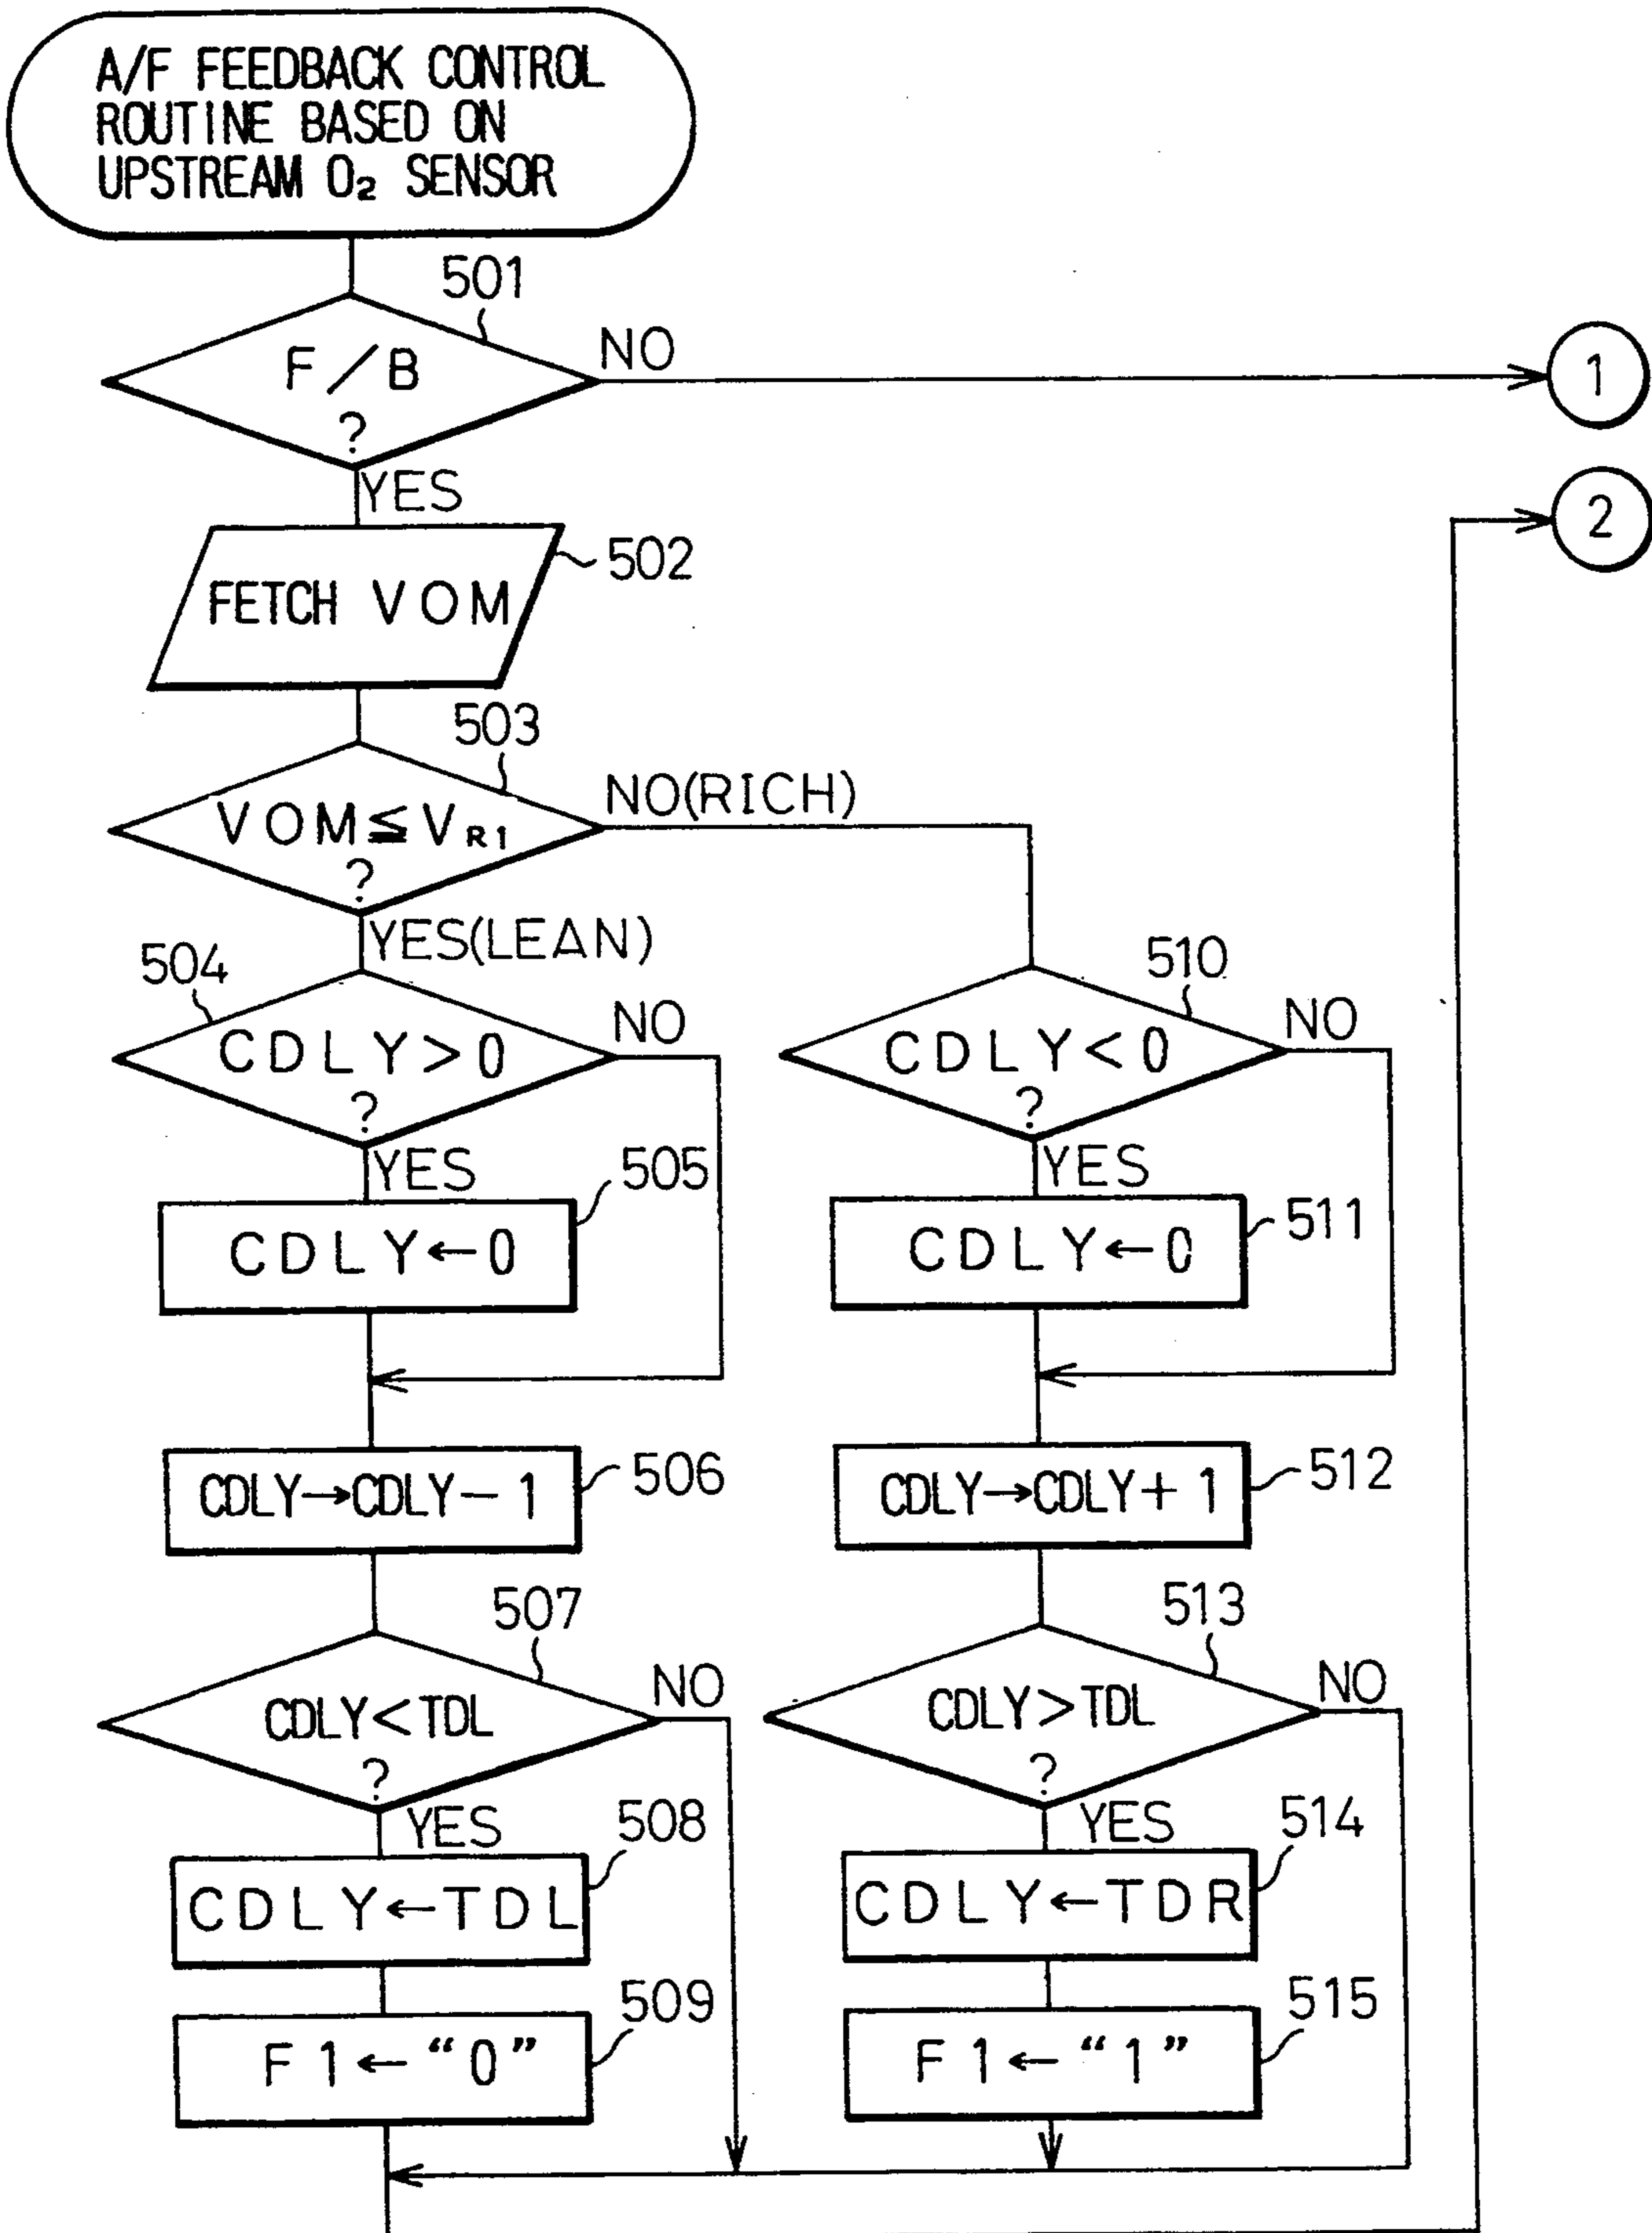 A/F FEEDBACK CONTROL
ROUTINE BASED ON
UPSTREAM O₂ SENSOR
501
F/B
?
NO
1
YES
2
FETCH VOM
502
503
VOM≦VR1
?
NO(RICH)
YES(LEAN)
504
CDLY>0
?
NO
510
CDLY<0
?
NO
YES
505
CDLY←0
YES
511
CDLY←0
CDLY→CDLY−1
506
CDLY→CDLY+1
512
507
CDLY<TDL
?
NO
513
CDLY>TDL
?
NO
YES
508
CDLY←TDL
YES
514
CDLY←TDR
509
F1←“0”
515
F1←“1”